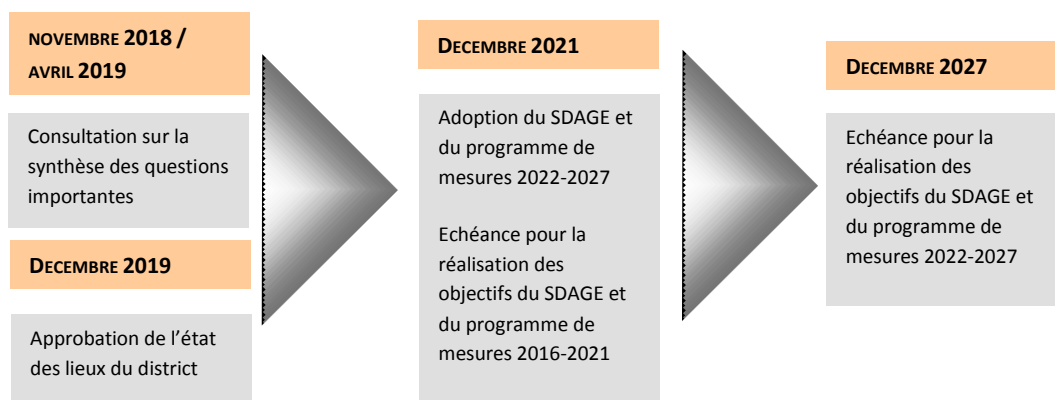 NOVEMBRE 2018 /
AVRIL 2019
Consultation sur la
synthèse des questions
importantes
DECEMBRE 2019
Approbation de l'état
des lieux du district
DECEMBRE 2021
Adoption du SDAGE et
du programme de
mesures 2022-2027
Echéance pour la
réalisation des
objectifs du SDAGE et
du programme de
mesures 2016-2021
DECEMBRE 2027
Echéance pour la
réalisation des
objectifs du SDAGE et
du programme de
mesures 2022-2027